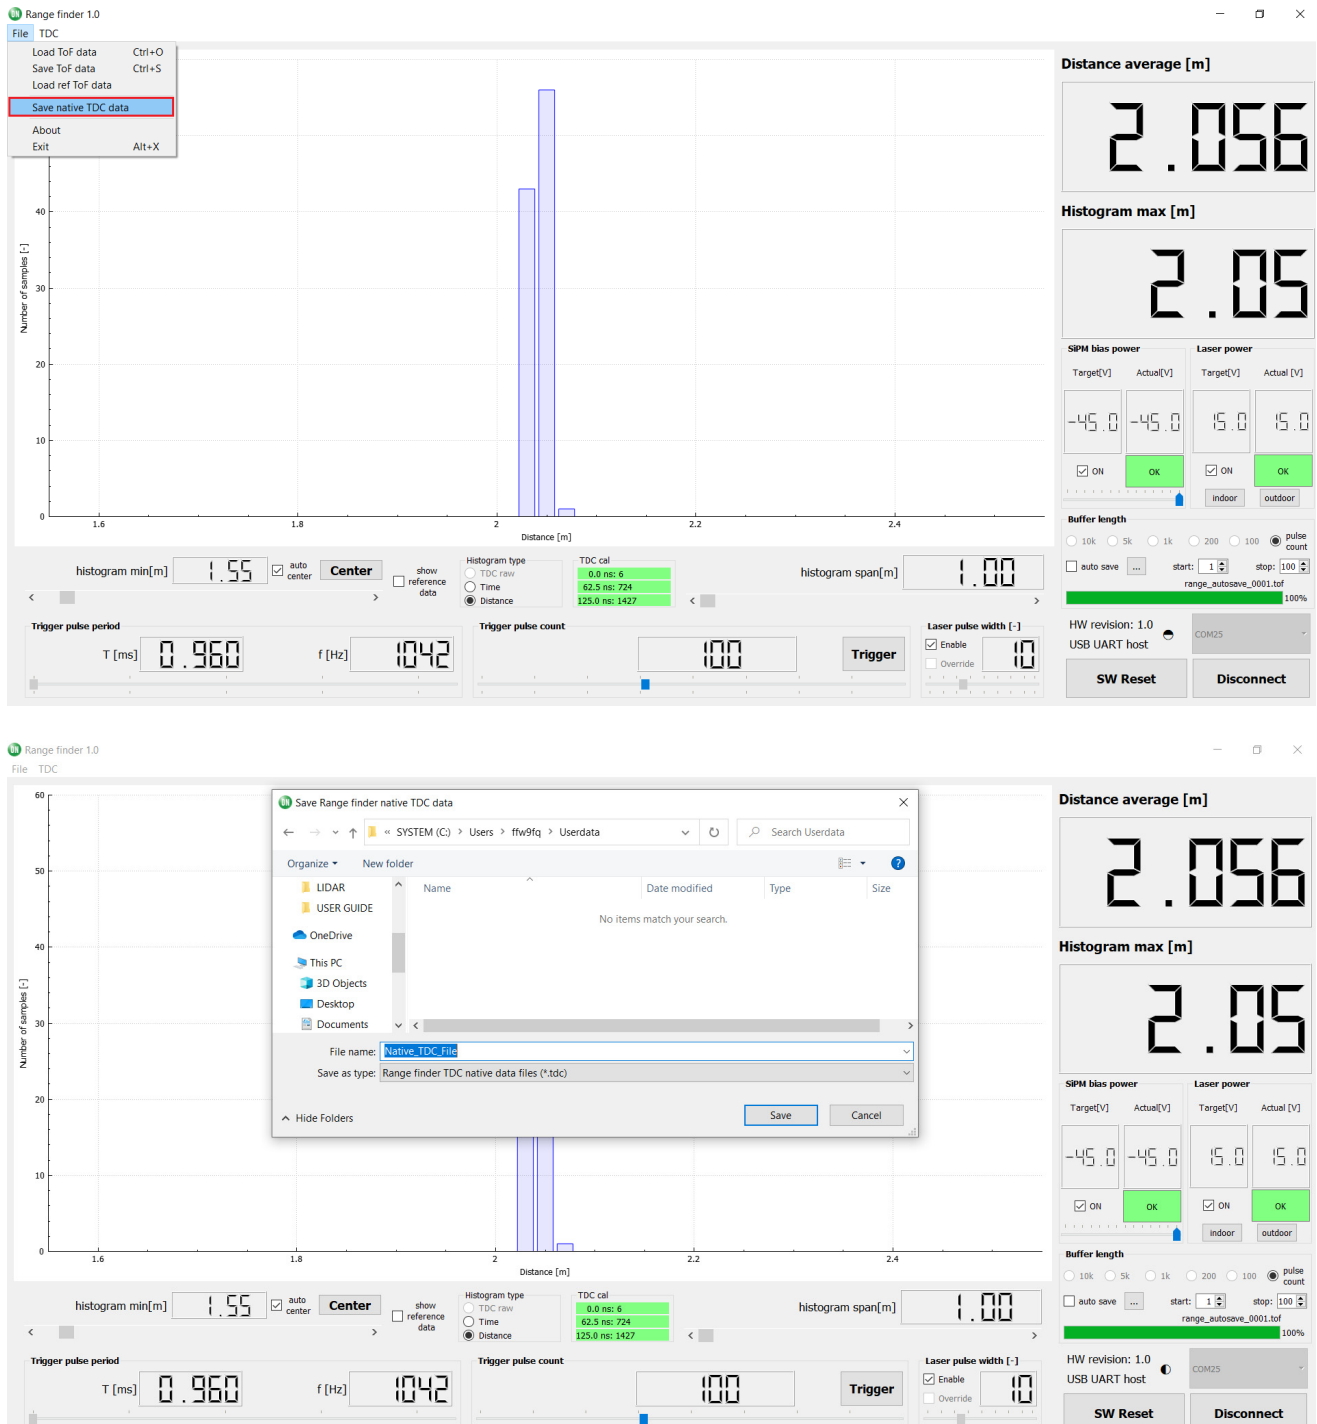 Range finder 1.0
File TDC
Load ToF data Ctrl+O
Save ToF data Ctrl+S
Load ref ToF data
Save native TDC data
About
Exit Alt+X
40
30
20
10
0
Number of samples [-]
1.6 1.8 2 2.2 2.4
Distance [m]
Distance average [m]
2.056
Histogram max [m]
2.05
SiPM bias power Laser power
Target[V] Actual[V] Target[V] Actual [V]
-45.0 -45.0 15.0 15.0
ON OK ON OK
indoor outdoor
Buffer length
10k 5k 1k 200 100 pulse count
auto save ... start: 1 stop: 100
range_autosave_0001.tof
100%
histogram min[m] 1.55 auto center Center show reference data
Histogram type
TDC raw
Time
Distance
TDC cal
0.0 ns: 6
62.5 ns: 724
125.0 ns: 1427
histogram span[m] 1.00
Trigger pulse period
T [ms] 0.960 f [Hz] 1042
Trigger pulse count
100 Trigger
Laser pulse width [-]
Enable
Override
10
HW revision: 1.0
USB UART host
COM25
SW Reset Disconnect
Range finder 1.0
File TDC
60
50
40
30
20
10
0
Number of samples [-]
1.6 1.8 2 2.2 2.4
Distance [m]
Save Range finder native TDC data
« SYSTEM (C:) > Users > ffw9fq > Userdata
Search Userdata
Organize New folder
LIDAR
USER GUIDE
OneDrive
This PC
3D Objects
Desktop
Documents
Name Date modified Type Size
No items match your search.
File name: Native_TDC_File
Save as type: Range finder TDC native data files (*.tdc)
Hide Folders
Save Cancel
Distance average [m]
2.056
Histogram max [m]
2.05
SiPM bias power Laser power
Target[V] Actual[V] Target[V] Actual [V]
-45.0 -45.0 15.0 15.0
ON OK ON OK
indoor outdoor
Buffer length
10k 5k 1k 200 100 pulse count
auto save ... start: 1 stop: 100
range_autosave_0001.tof
100%
histogram min[m] 1.55 auto center Center show reference data
Histogram type
TDC raw
Time
Distance
TDC cal
0.0 ns: 6
62.5 ns: 724
125.0 ns: 1427
histogram span[m] 1.00
Trigger pulse period
T [ms] 0.960 f [Hz] 1042
Trigger pulse count
100 Trigger
Laser pulse width [-]
Enable
Override
10
HW revision: 1.0
USB UART host
COM25
SW Reset Disconnect